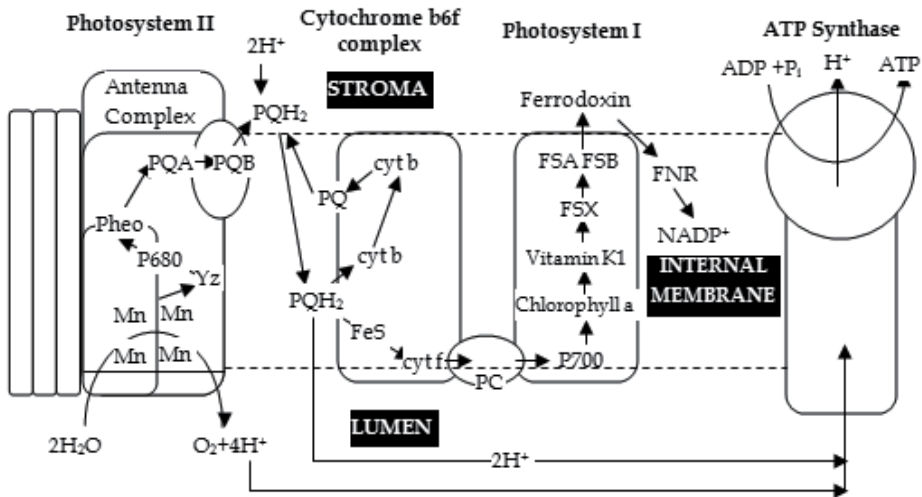 Photosystem II
Cytochrome b6f
complex
Photosystem I
ATP Synthase
2H⁺
STROMA
ADP +Pᵢ
H⁺
ATP
Antenna
Complex
PQH₂
Ferrodoxin
PQA
PQB
cyt b
PQ
FSA FSB
FNR
Pheo
FSX
NADP⁺
P680
Yz
cyt b
Vitamin K1
INTERNAL
MEMBRANE
PQH₂
Mn
Mn
Chlorophyll a
FeS
Mn
Mn
cyt f
PC
P700
LUMEN
2H₂O
O₂+4H⁺
2H⁺